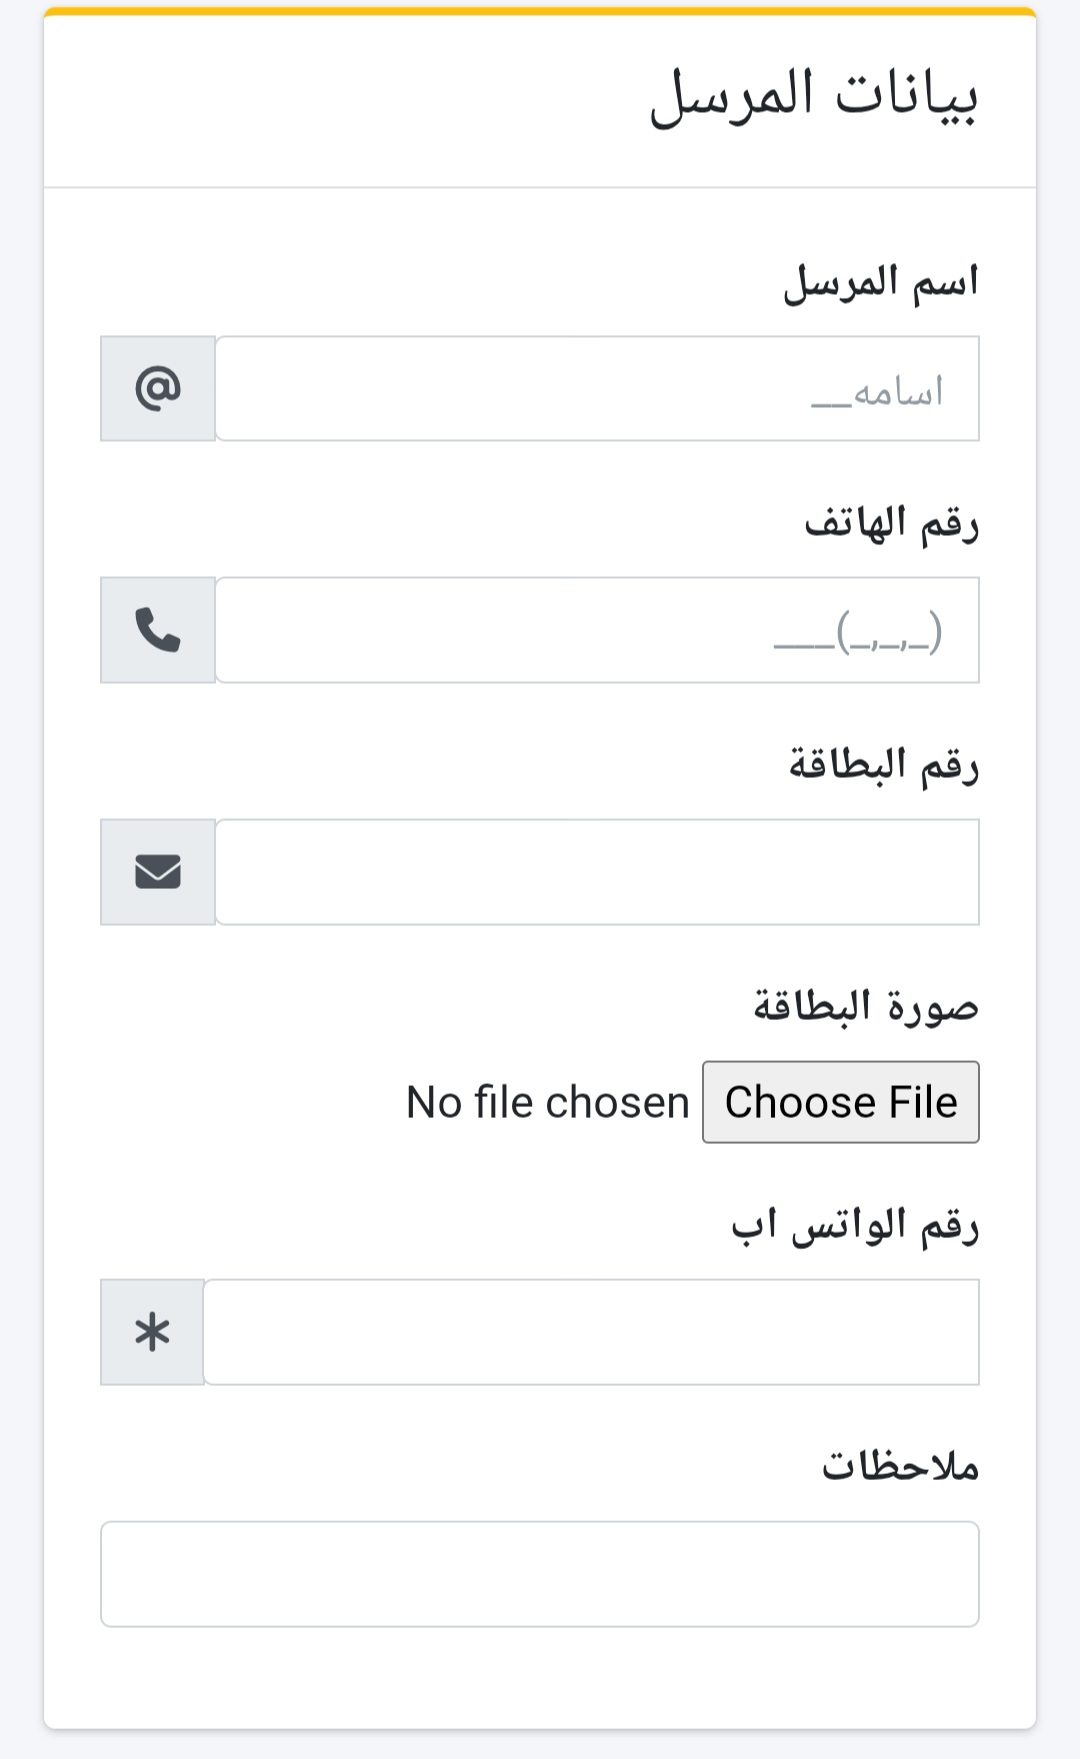 بيانات المرسل
اسم المرسل
اسامه__
@
رقم الهاتف
(_,_,_)___
رقم البطاقة
صورة البطاقة
Choose File No file chosen
رقم الواتس اب
*
ملاحظات